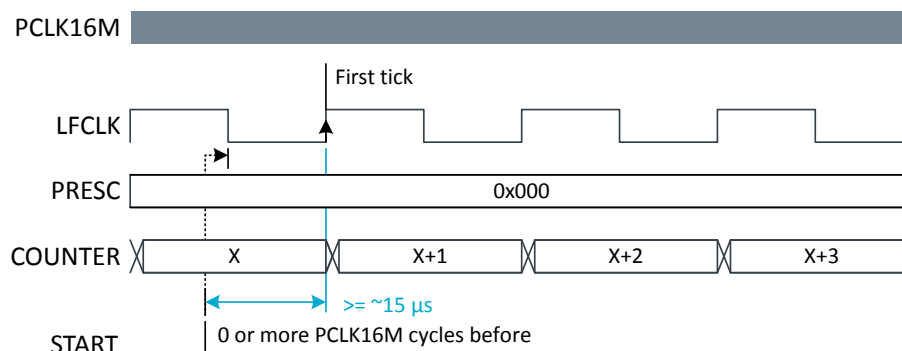 PCLK16M
First tick
LFCLK
PRESC
0x000
COUNTER
X
X+1
X+2
X+3
>= ~15 μs
0 or more PCLK16M cycles before
START